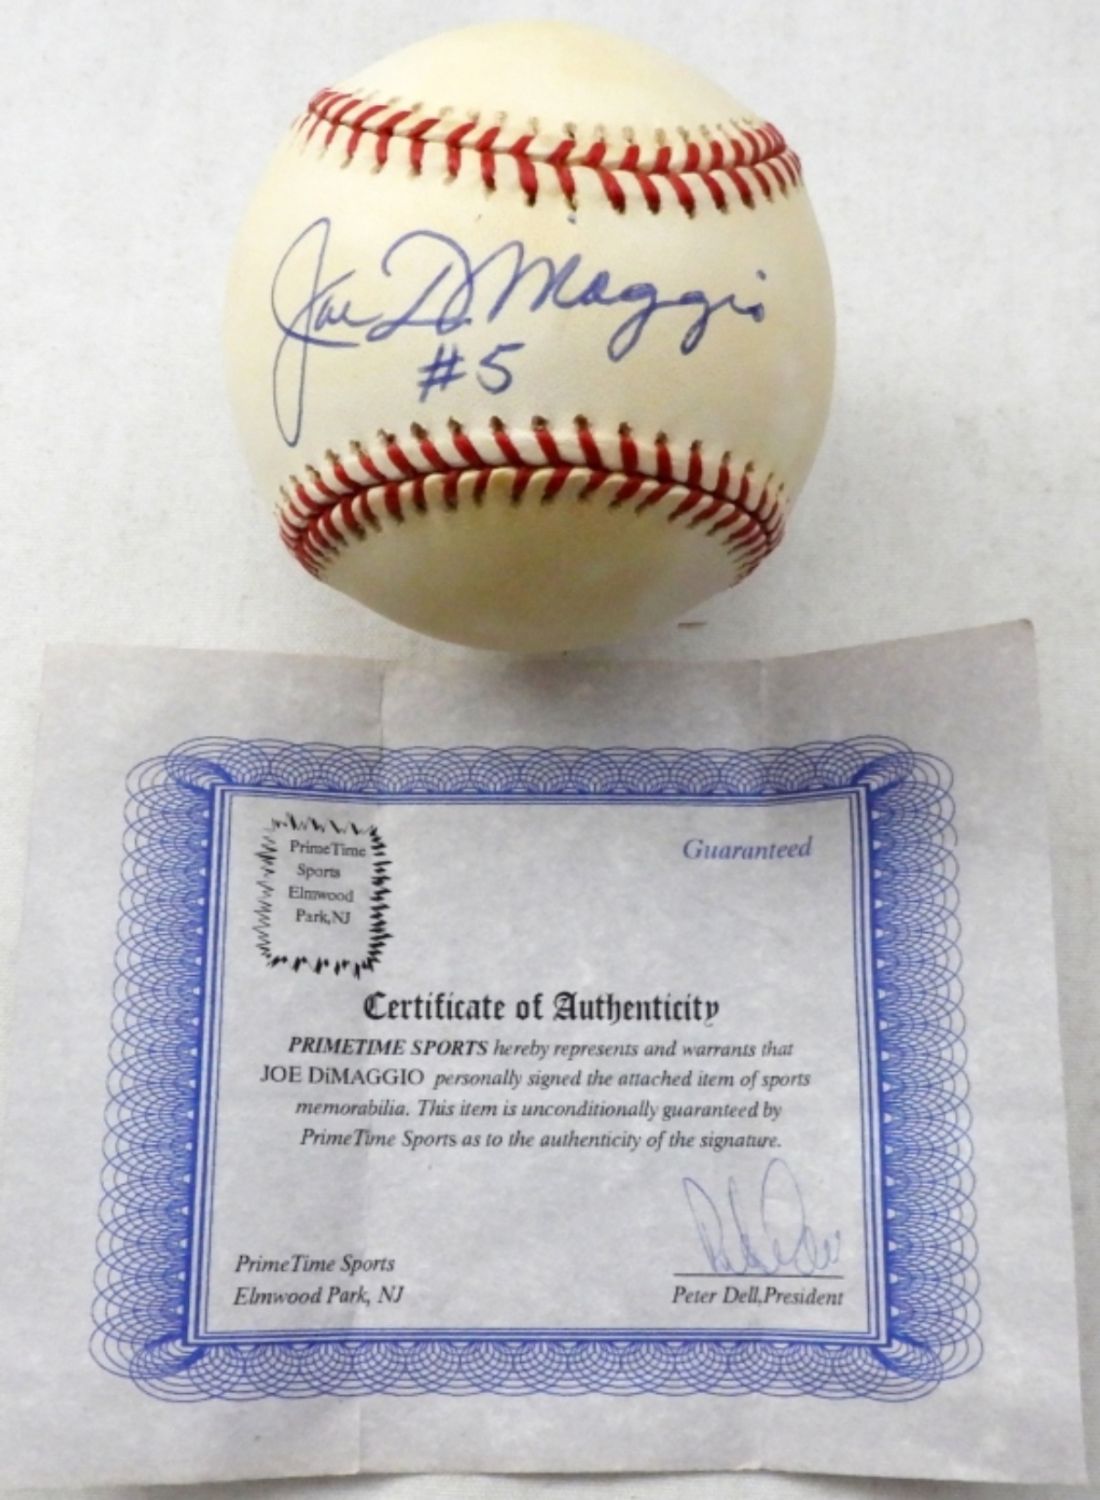 Joe DiMaggio
#5
PrimeTime
Sports
Elmwood
Park,NJ
Guaranteed
Certificate of Authenticity
PRIMETIME SPORTS hereby represents and warrants that
JOE DiMAGGIO personally signed the attached item of sports
memorabilia. This item is unconditionally guaranteed by
PrimeTime Sports as to the authenticity of the signature.
PrimeTime Sports
Elmwood Park, NJ
Peter Dell,President